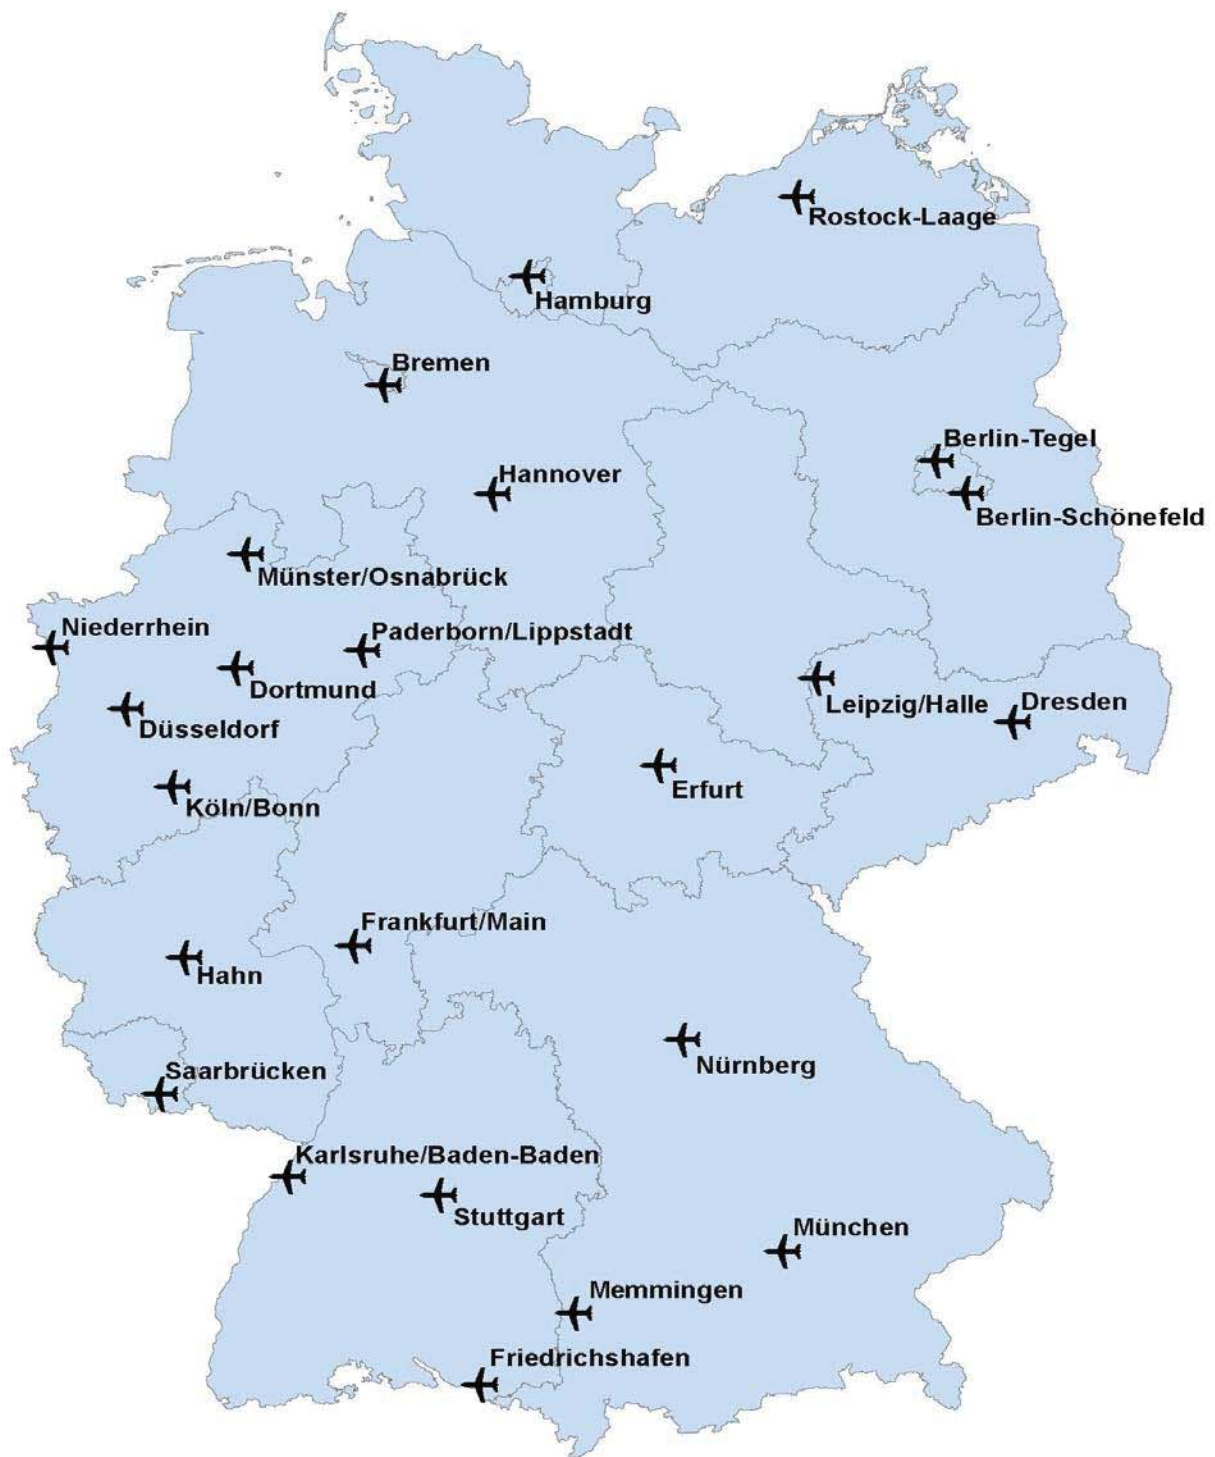 Rostock-Laage
Hamburg
Bremen
Berlin-Tegel
Hannover
Berlin-Schönefeld
Münster/Osnabrück
Niederrhein
Paderborn/Lippstadt
Dortmund
Leipzig/Halle
Dresden
Düsseldorf
Erfurt
Köln/Bonn
Frankfurt/Main
Hahn
Nürnberg
Saarbrücken
Karlsruhe/Baden-Baden
Stuttgart
München
Memmingen
Friedrichshafen